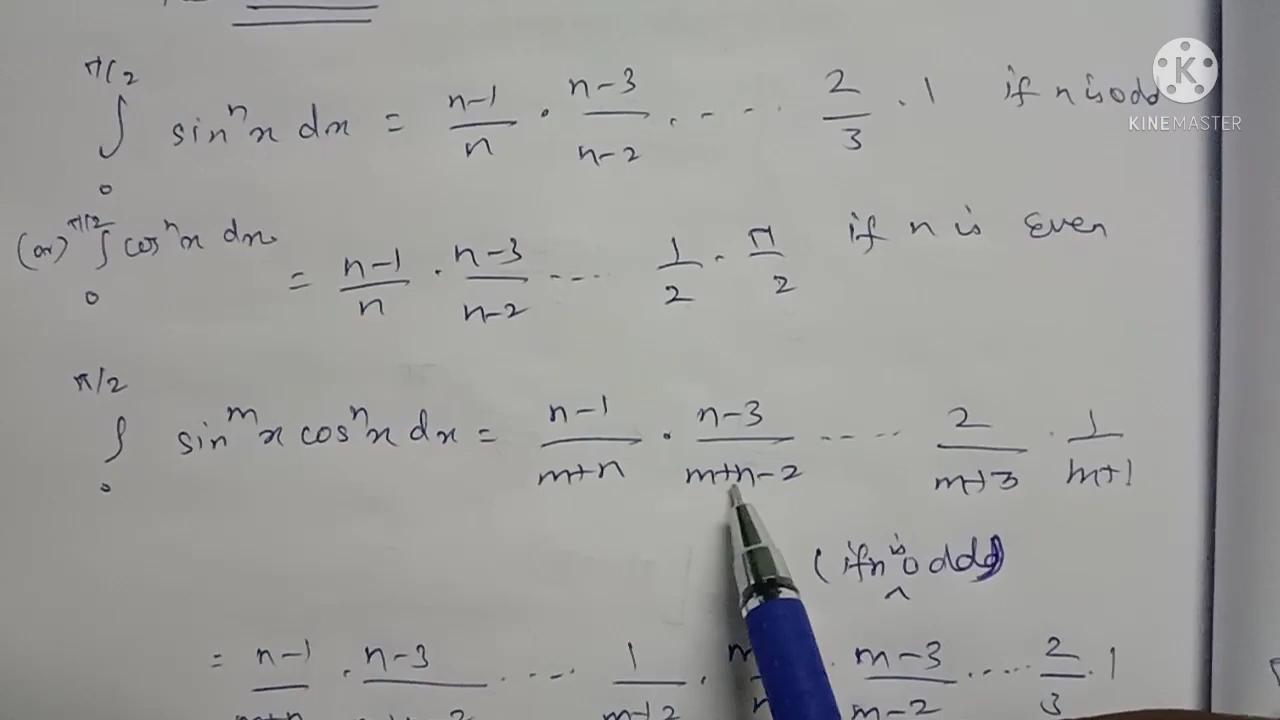 π/2
∫ sinⁿx dx = n-1/n · n-3/n-2 . - - · · 2/3 . 1 if n is odd
0
K
KINEMASTER
(or) π/2 ∫ 0 cosⁿx dx
= n-1/n · n-3/n-2 - - - · · 1/2 · π/2 if n is Even
π/2
∫ sinᵐx cosⁿx dx = n-1/m+n · n-3/m+n-2 - - - - 2/m+3 · 1/m+1
0
(if n is odd)
= n-1/m+n · n-3/ - - - - 1/m+2 · m-3/m-2 - - - · 2/3 · 1